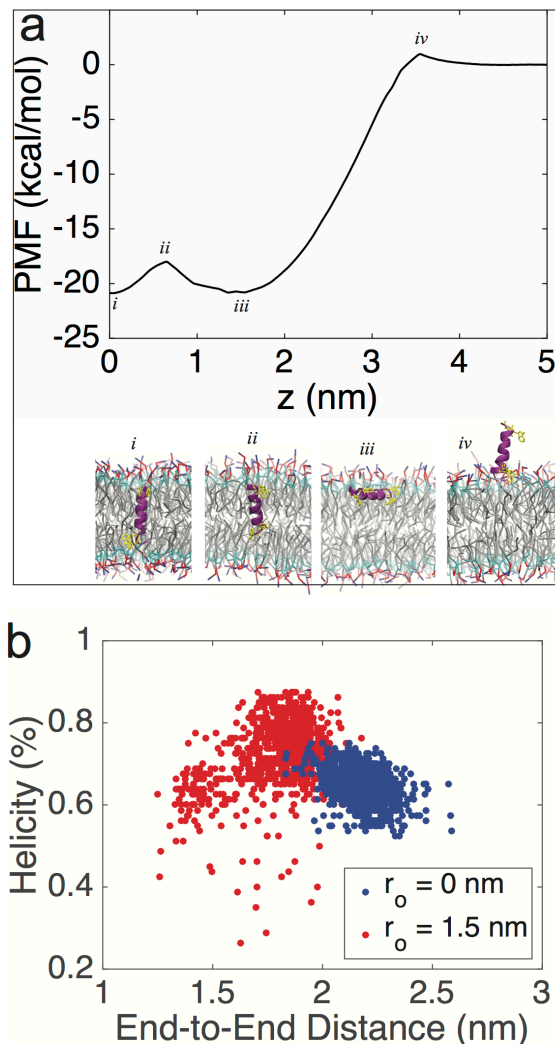 a
PMF (kcal/mol)
0
-5
-10
-15
-20
-25
i
ii
iii
iv
0 1 2 3 4 5
z (nm)
i ii iii iv
b
Helicity (%)
1
0.8
0.6
0.4
0.2
r_o = 0 nm
r_o = 1.5 nm
1 1.5 2 2.5 3
End-to-End Distance (nm)